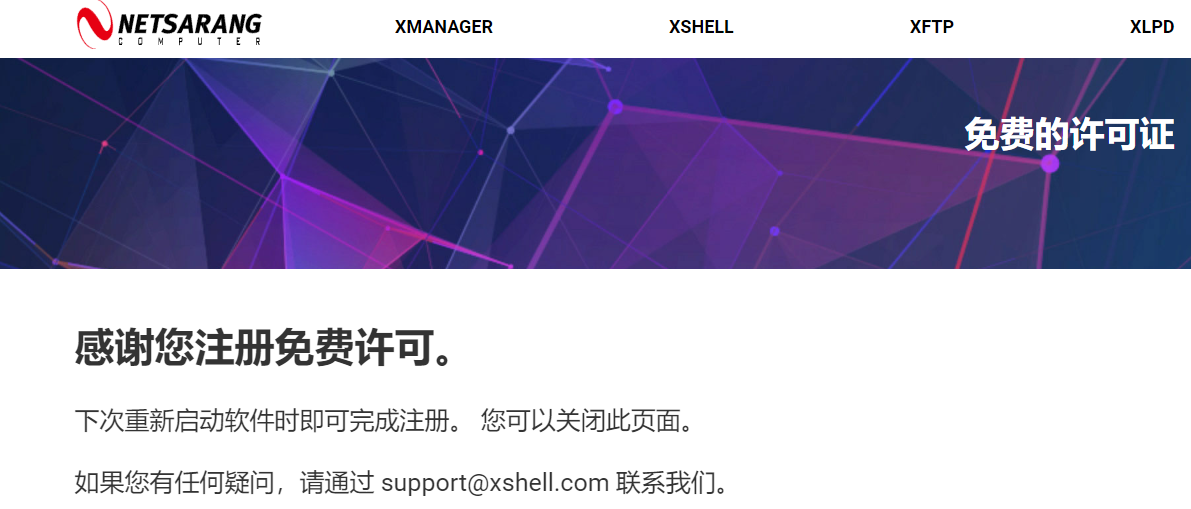 NETSARANG
COMPUTER
XMANAGER
XSHELL
XFTP
XLPD
免费的许可证
感谢您注册免费许可。
下次重新启动软件时即可完成注册。 您可以关闭此页面。
如果您有任何疑问，请通过 support@xshell.com 联系我们。